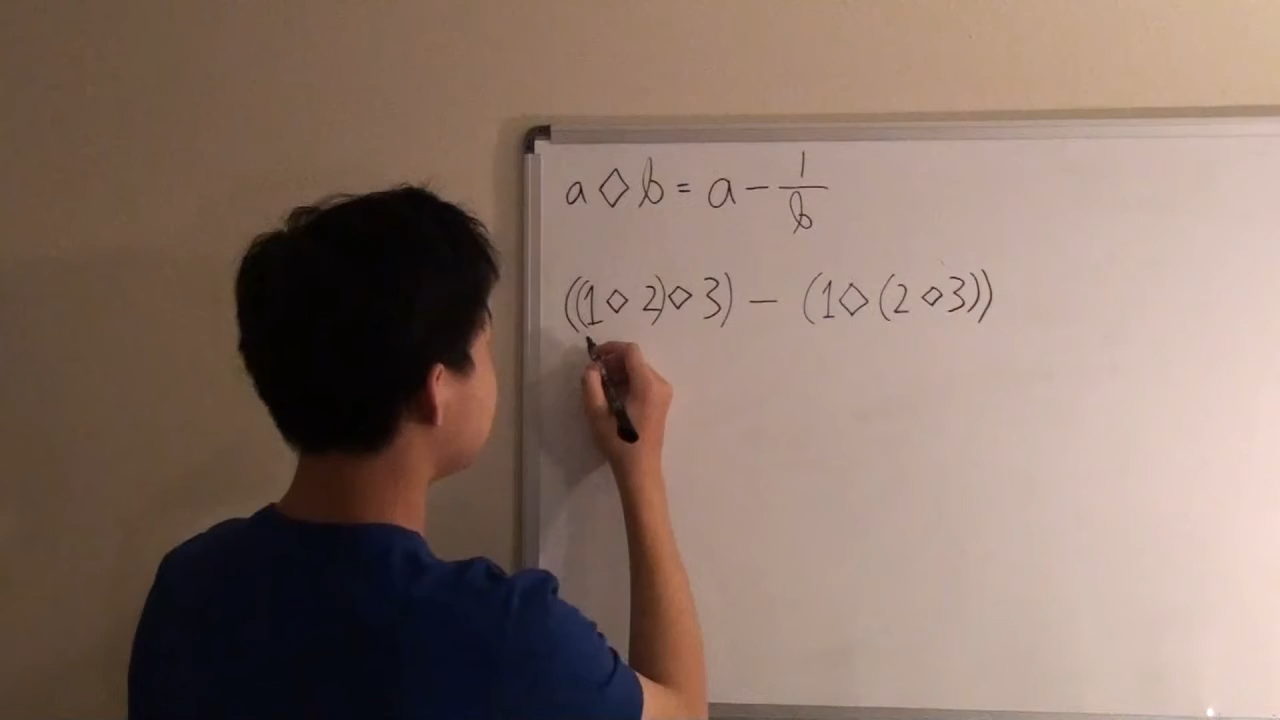 a ◇ b = a - 1/b
((1 ◇ 2) ◇ 3) - (1 ◇ (2 ◇ 3))